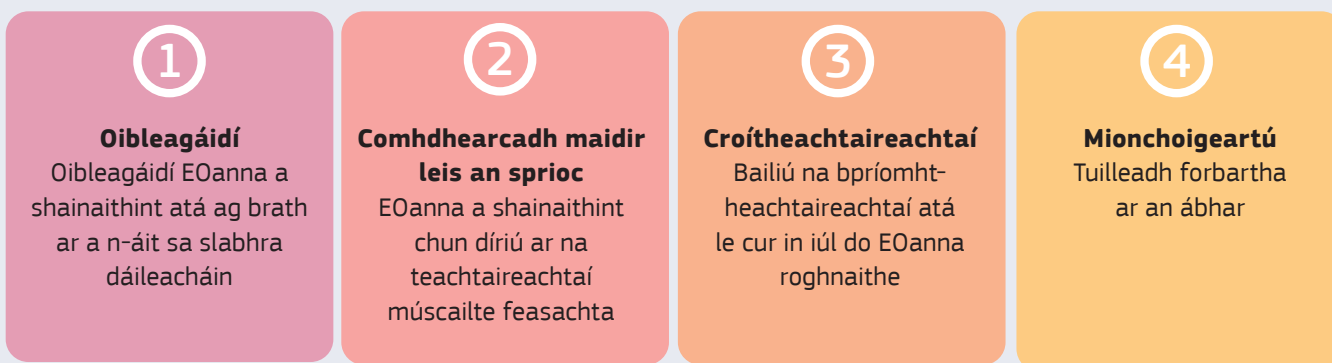 1
Oibleagáidí
Oibleagáidí EOanna a
shainaithint atá ag brath
ar a n-áit sa slabhra
dáileacháin
2
Comhdhearcadh maidir
leis an sprioc
EOanna a shainaithint
chun díriú ar na
teachtaireachtaí
múscailte feasachta
3
Croítheachtaireachtaí
Bailiú na bpríomht-
heachtaireachtaí atá
le cur in iúl do EOanna
roghnaithe
4
Mionchoigeartú
Tuilleadh forbartha
ar an ábhar